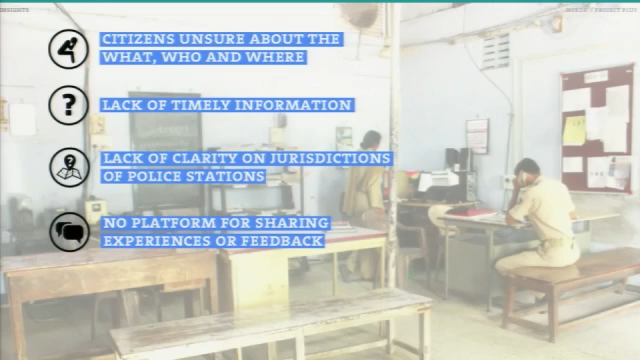 INSIGHTS
CITIZENS UNSURE ABOUT THE
WHAT, WHO AND WHERE
?
LACK OF TIMELY INFORMATION
LACK OF CLARITY ON JURISDICTIONS
OF POLICE STATIONS
NO PLATFORM FOR SHARING
EXPERIENCES OR FEEDBACK